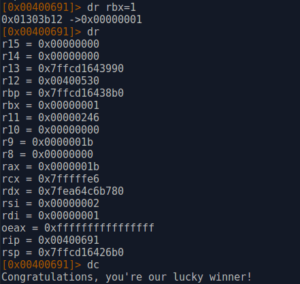 [0x00400691]> dr rbx=1
0x01303b12 ->0x00000001
[0x00400691]> dr
r15 = 0x00000000
r14 = 0x00000000
r13 = 0x7ffcd1643990
r12 = 0x00400530
rbp = 0x7ffcd16438b0
rbx = 0x00000001
r11 = 0x00000246
r10 = 0x00000000
r9 = 0x0000001b
r8 = 0x00000000
rax = 0x0000001b
rcx = 0x7fffffe6
rdx = 0x7fea64c6b780
rsi = 0x00000002
rdi = 0x00000001
oeax = 0xffffffffffffffff
rip = 0x00400691
rsp = 0x7ffcd16426b0
[0x00400691]> dc
Congratulations, you're our lucky winner!